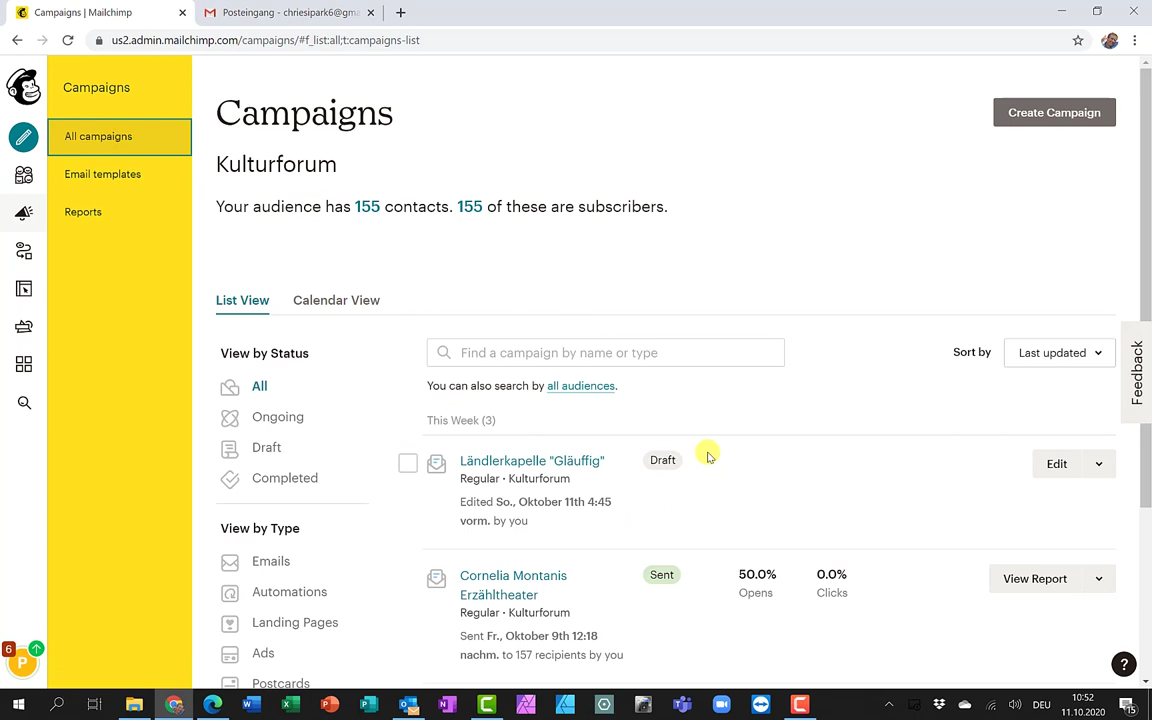 Campaigns | Mailchimp
Posteingang - chriesipark6@gma
us2.admin.mailchimp.com/campaigns/#f_list:all;t:campaigns-list
Campaigns
All campaigns
Email templates
Reports
Campaigns
Create Campaign
Kulturforum
Your audience has 155 contacts. 155 of these are subscribers.
List View
Calendar View
View by Status
All
Ongoing
Draft
Completed
View by Type
Emails
Automations
Landing Pages
Ads
Postcards
Find a campaign by name or type
Sort by
Last updated
You can also search by all audiences.
This Week (3)
Ländlerkapelle "Gläuffig"
Draft
Edit
Regular · Kulturforum
Edited So., Oktober 11th 4:45
vorm. by you
Cornelia Montanis
Erzähltheater
Sent
50.0%
Opens
0.0%
Clicks
View Report
Regular · Kulturforum
Sent Fr., Oktober 9th 12:18
nachm. to 157 recipients by you
Feedback
?
6
P
DEU
10:52
11.10.2020
15